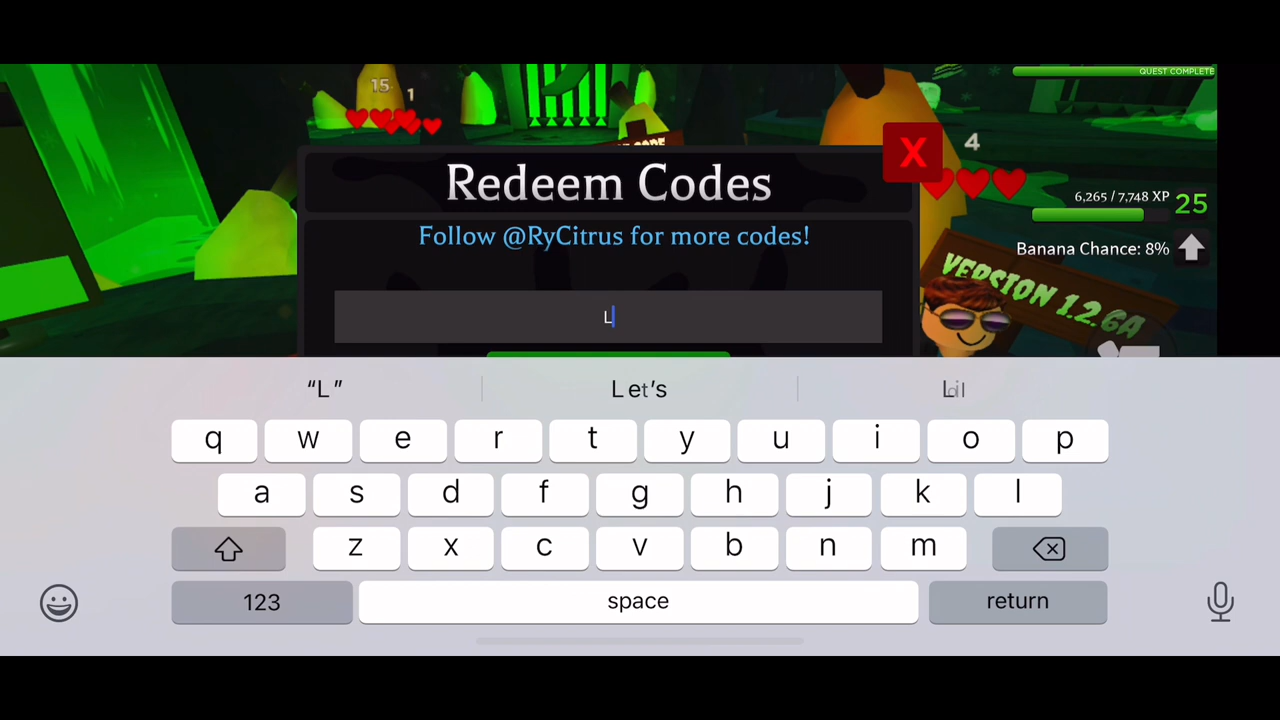 QUEST COMPLETE
15
1
4
Redeem Codes
X
6,265 / 7,748 XP 25
Follow @RyCitrus for more codes!
Banana Chance: 8%
VERSION 1.2.6A
L
“L”
Let's
q w e r t y u i o p
a s d f g h j k l
z x c v b n m
123
space
return